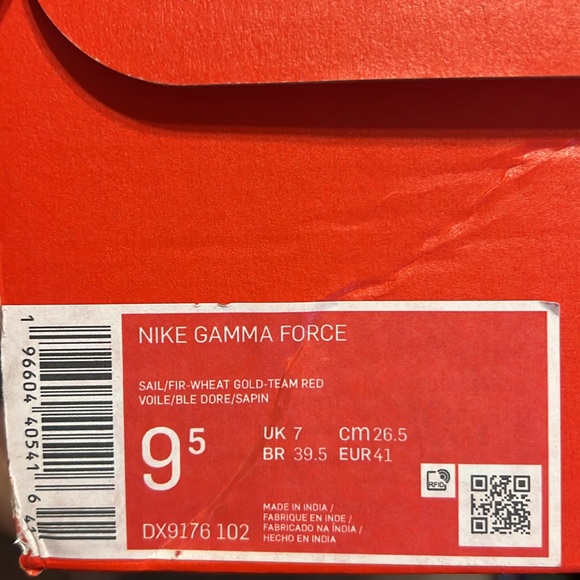 NIKE GAMMA FORCE
SAIL/FIR-WHEAT GOLD-TEAM RED
VOILE/BLE DORE/SAPIN
9⁵
UK 7 cm 26.5
BR 39.5 EUR 41
RFID
MADE IN INDIA /
FABRIQUE EN INDE /
FABRICADO NA ÍNDIA /
HECHO EN INDIA
DX9176 102
1 96604 40541 6